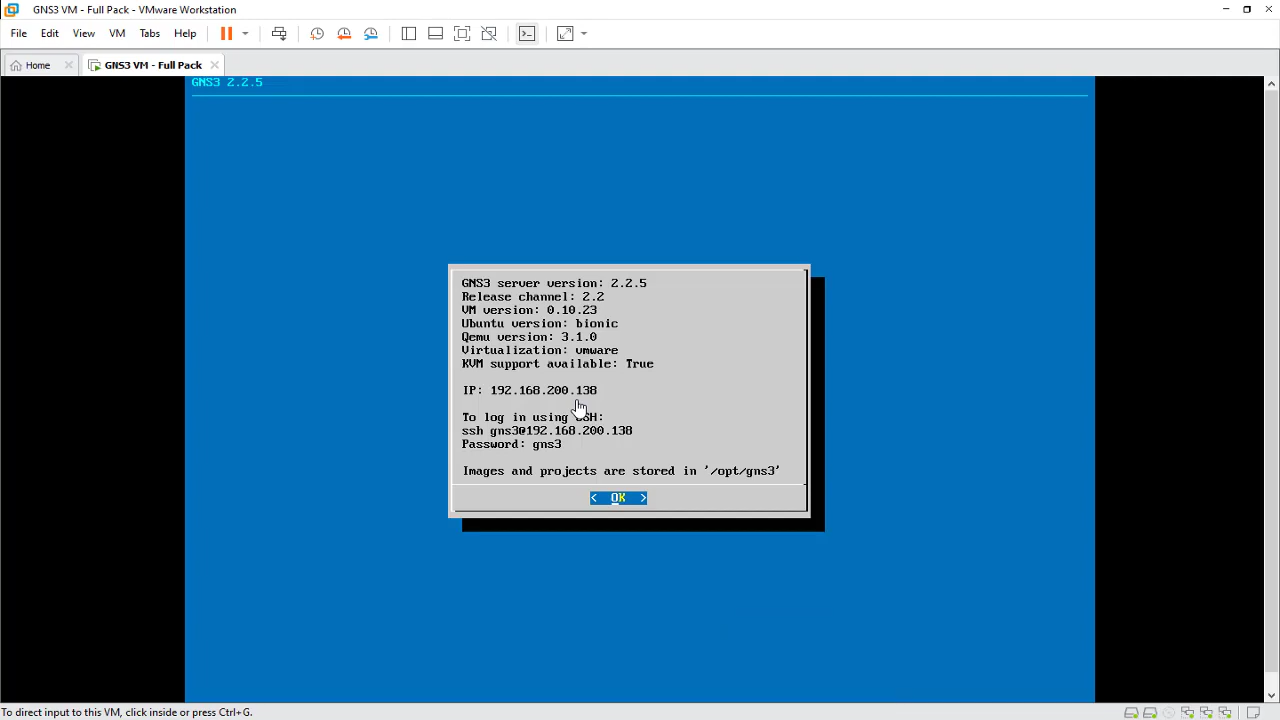 GNS3 VM - Full Pack - VMware Workstation
File Edit View VM Tabs Help
Home GNS3 VM - Full Pack
GNS3 2.2.5
GNS3 server version: 2.2.5
Release channel: 2.2
VM version: 0.10.23
Ubuntu version: bionic
Qemu version: 3.1.0
Virtualization: vmware
KVM support available: True
IP: 192.168.200.138
To log in using SSH:
ssh gns3@192.168.200.138
Password: gns3
Images and projects are stored in '/opt/gns3'
< OK >
To direct input to this VM, click inside or press Ctrl+G.